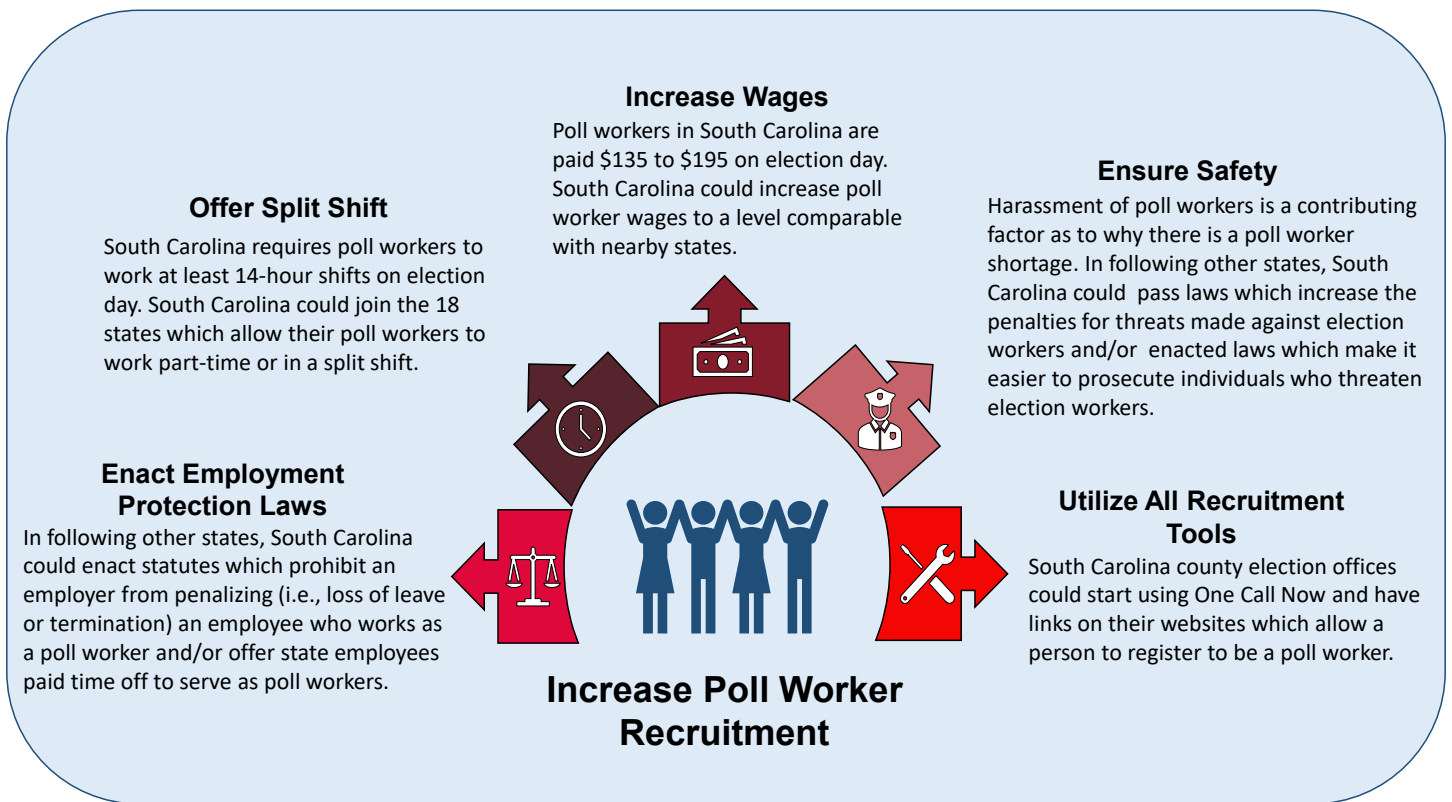 Increase Wages
Poll workers in South Carolina are
paid $135 to $195 on election day.
South Carolina could increase poll
worker wages to a level comparable
with nearby states.
Offer Split Shift
South Carolina requires poll workers to
work at least 14-hour shifts on election
day. South Carolina could join the 18
states which allow their poll workers to
work part-time or in a split shift.
Ensure Safety
Harassment of poll workers is a contributing
factor as to why there is a poll worker
shortage. In following other states, South
Carolina could  pass laws which increase the
penalties for threats made against election
workers and/or  enacted laws which make it
easier to prosecute individuals who threaten
election workers.
Enact Employment
Protection Laws
In following other states, South Carolina
could enact statutes which prohibit an
employer from penalizing (i.e., loss of leave
or termination) an employee who works as
a poll worker and/or offer state employees
paid time off to serve as poll workers.
Utilize All Recruitment
Tools
South Carolina county election offices
could start using One Call Now and have
links on their websites which allow a
person to register to be a poll worker.
Increase Poll Worker
Recruitment